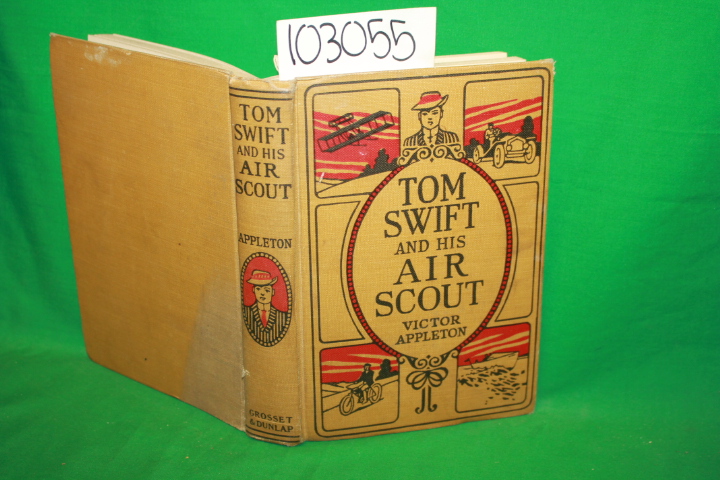 103055
TOM
SWIFT
AND HIS
AIR
SCOUT
APPLETON
GROSSET
& DUNLAP
TOM
SWIFT
AND HIS
AIR
SCOUT
VICTOR
APPLETON